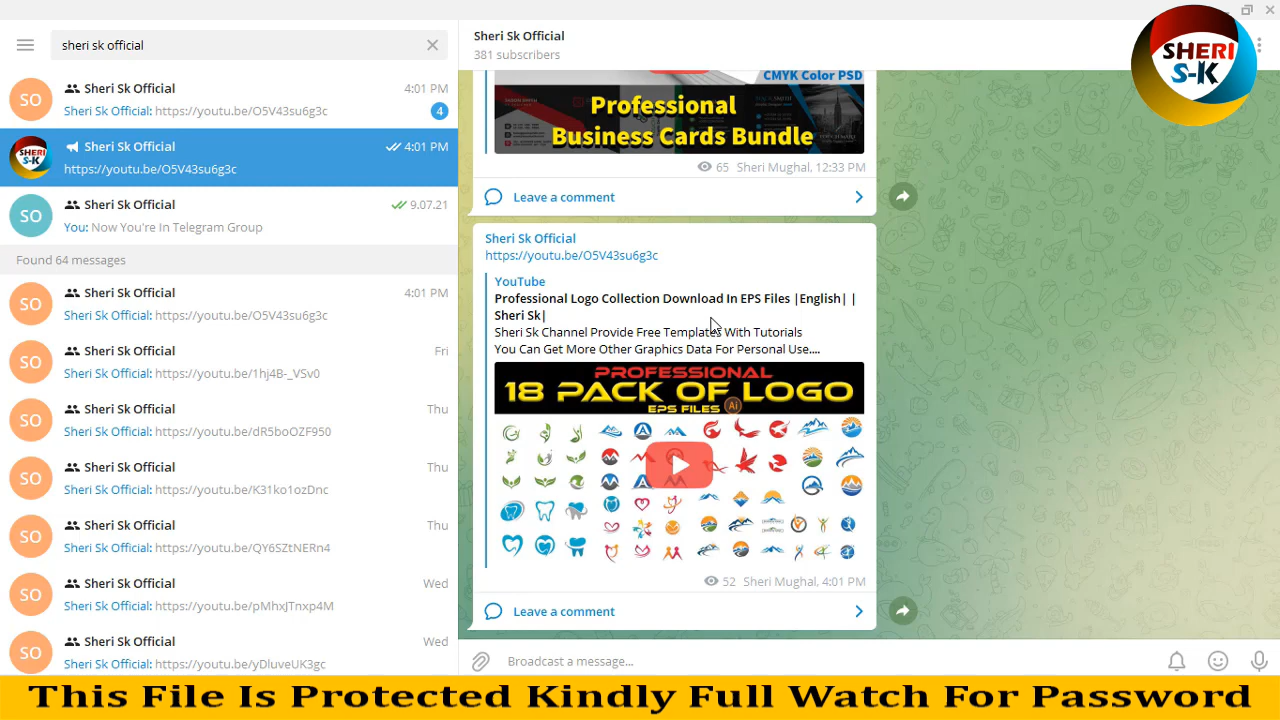 sheri sk official
Sheri Sk Official
4:01 PM
Sheri Sk Official: https://youtu.be/O5V43su6g3c
4
Sheri Sk Official
4:01 PM
https://youtu.be/O5V43su6g3c
SO
Sheri Sk Official
9.07.21
You: Now You're In Telegram Group
Found 64 messages
SO
Sheri Sk Official
4:01 PM
Sheri Sk Official: https://youtu.be/O5V43su6g3c
SO
Sheri Sk Official
Fri
Sheri Sk Official: https://youtu.be/1hj4B-_VSv0
SO
Sheri Sk Official
Thu
Sheri Sk Official: https://youtu.be/dR5boOZF950
SO
Sheri Sk Official
Thu
Sheri Sk Official: https://youtu.be/K31ko1ozDnc
SO
Sheri Sk Official
Thu
Sheri Sk Official: https://youtu.be/QY6SZtNERn4
SO
Sheri Sk Official
Wed
Sheri Sk Official: https://youtu.be/pMhxJTnxp4M
SO
Sheri Sk Official
Wed
Sheri Sk Official: https://youtu.be/yDluveUK3gc
Sheri Sk Official
381 subscribers
SHERI
S-K
CMYK Color PSD
Professional
Business Cards Bundle
65 Sheri Mughal, 12:33 PM
Leave a comment
Sheri Sk Official
https://youtu.be/O5V43su6g3c
YouTube
Professional Logo Collection Download In EPS Files |English| |
Sheri Sk|
Sheri Sk Channel Provide Free Templates With Tutorials
You Can Get More Other Graphics Data For Personal Use....
PROFESSIONAL
18 PACK OF LOGO
EPS FILES Ai
52 Sheri Mughal, 4:01 PM
Leave a comment
Broadcast a message...
This File Is Protected Kindly Full Watch For Password